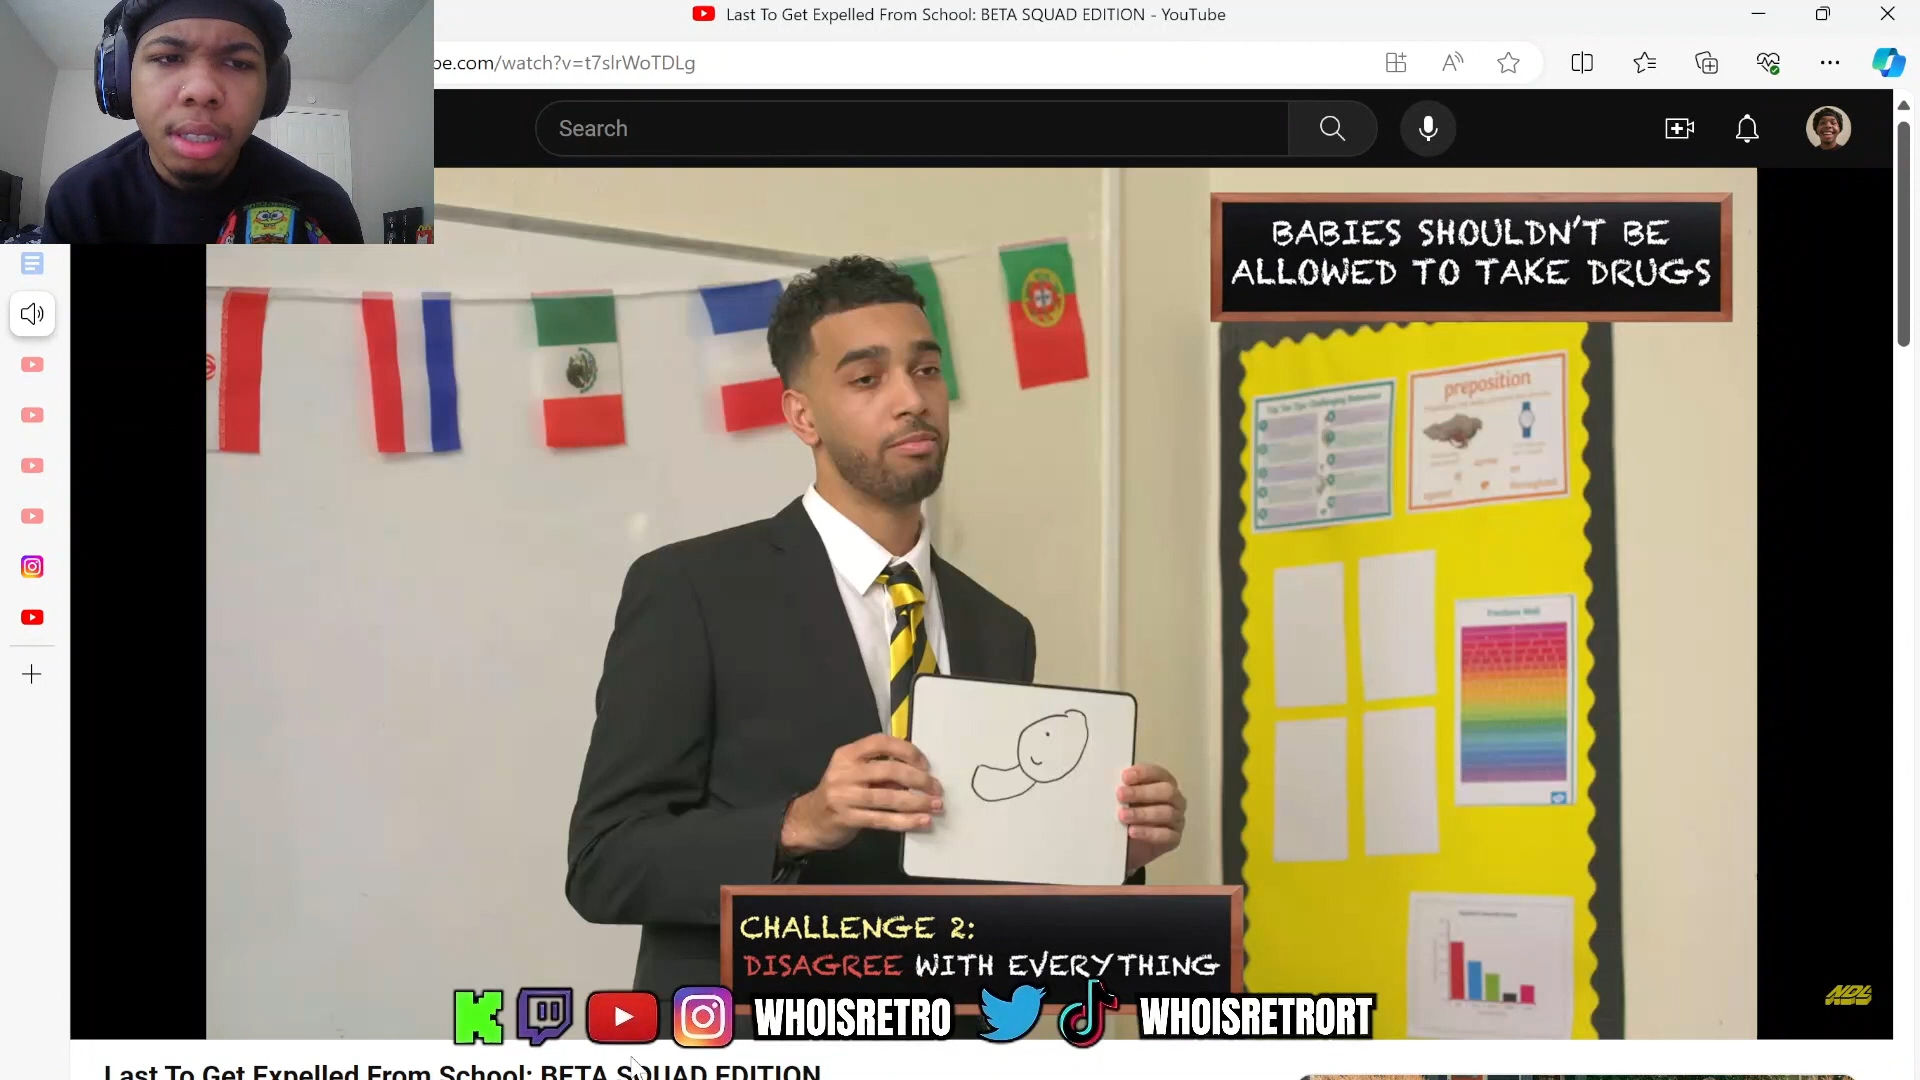 Last To Get Expelled From School: BETA SQUAD EDITION - YouTube
be.com/watch?v=t7slrWoTDLg
Search
BABIES SHOULDN'T BE
ALLOWED TO TAKE DRUGS
preposition
CHALLENGE 2:
DISAGREE WITH EVERYTHING
WHOISRETRO
WHOISRETRORT
NDL
Last To Get Expelled From School: BETA SQUAD EDITION